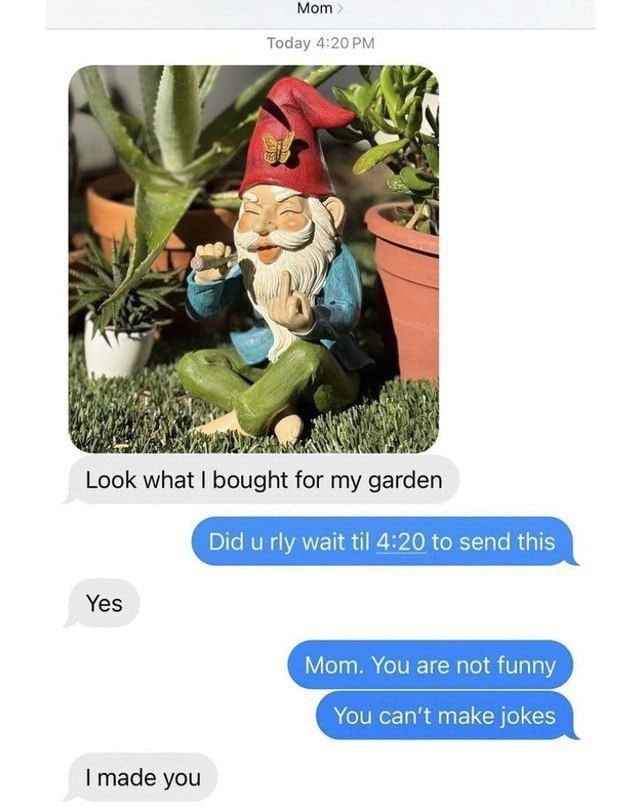 Mom >
Today 4:20 PM
Look what I bought for my garden
Did u rly wait til 4:20 to send this
Yes
Mom. You are not funny
You can't make jokes
I made you